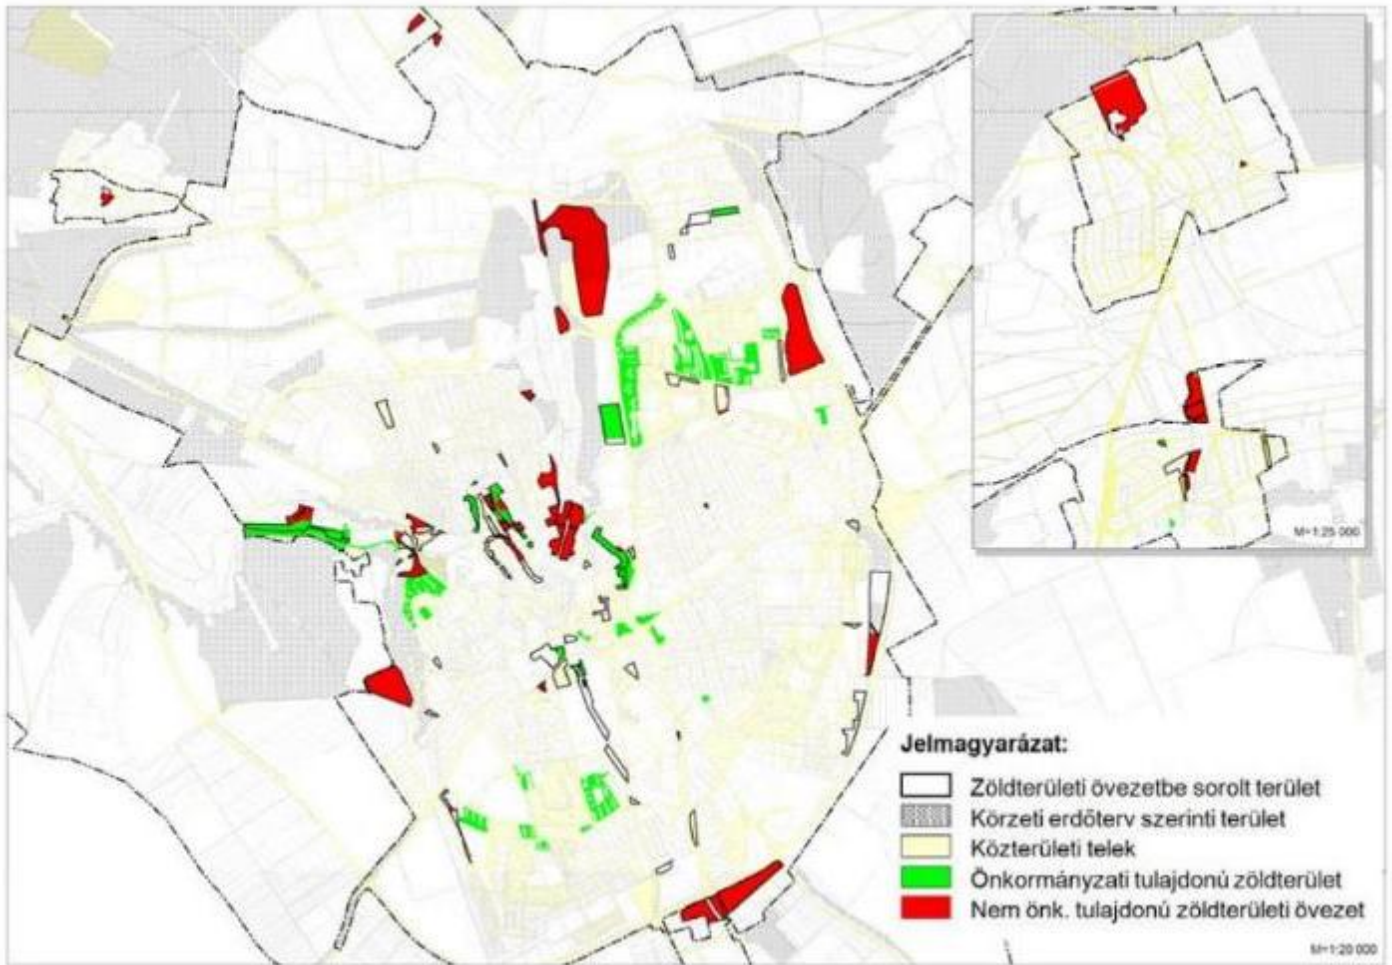 M=1:25 000
Jelmagyarázat:
Zöldterületi övezetbe sorolt terület
Körzeti erdőterv szerinti terület
Közterületi telek
Önkormányzati tulajdonú zöldterület
Nem önk. tulajdonú zöldterületi övezet
M=1:20 000